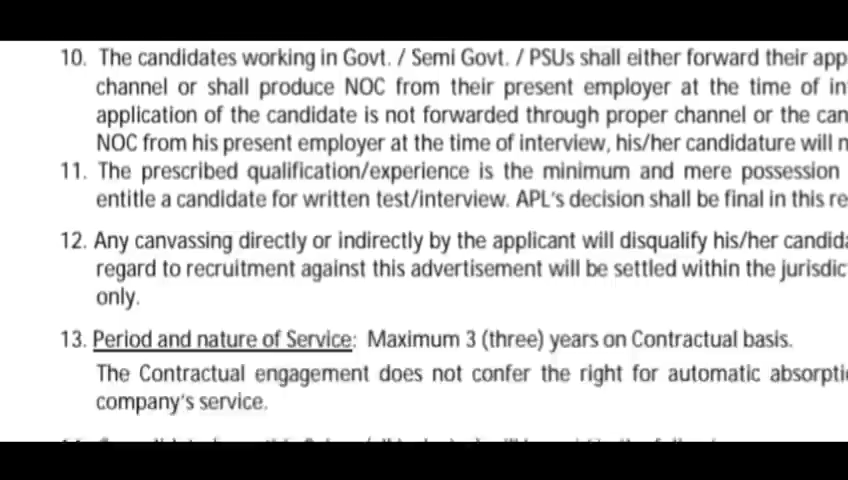 10. The candidates working in Govt. / Semi Govt. / PSUs shall either forward their app
channel or shall produce NOC from their present employer at the time of in
application of the candidate is not forwarded through proper channel or the can
NOC from his present employer at the time of interview, his/her candidature will n
11. The prescribed qualification/experience is the minimum and mere possession
entitle a candidate for written test/interview. APL's decision shall be final in this re
12. Any canvassing directly or indirectly by the applicant will disqualify his/her candida
regard to recruitment against this advertisement will be settled within the jurisdic
only.
13. Period and nature of Service: Maximum 3 (three) years on Contractual basis.
The Contractual engagement does not confer the right for automatic absorpti
company's service.